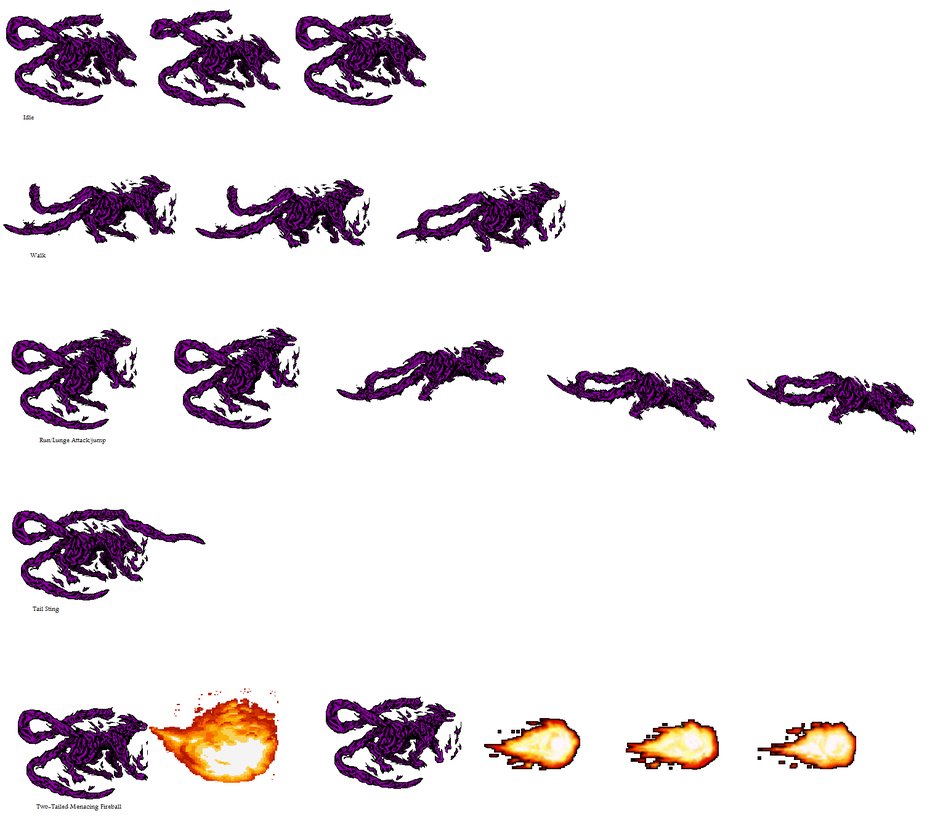 Idle
Walk
Run/Lunge Attack/jump
Tail Sting
Two-Tailed Menacing Fireball